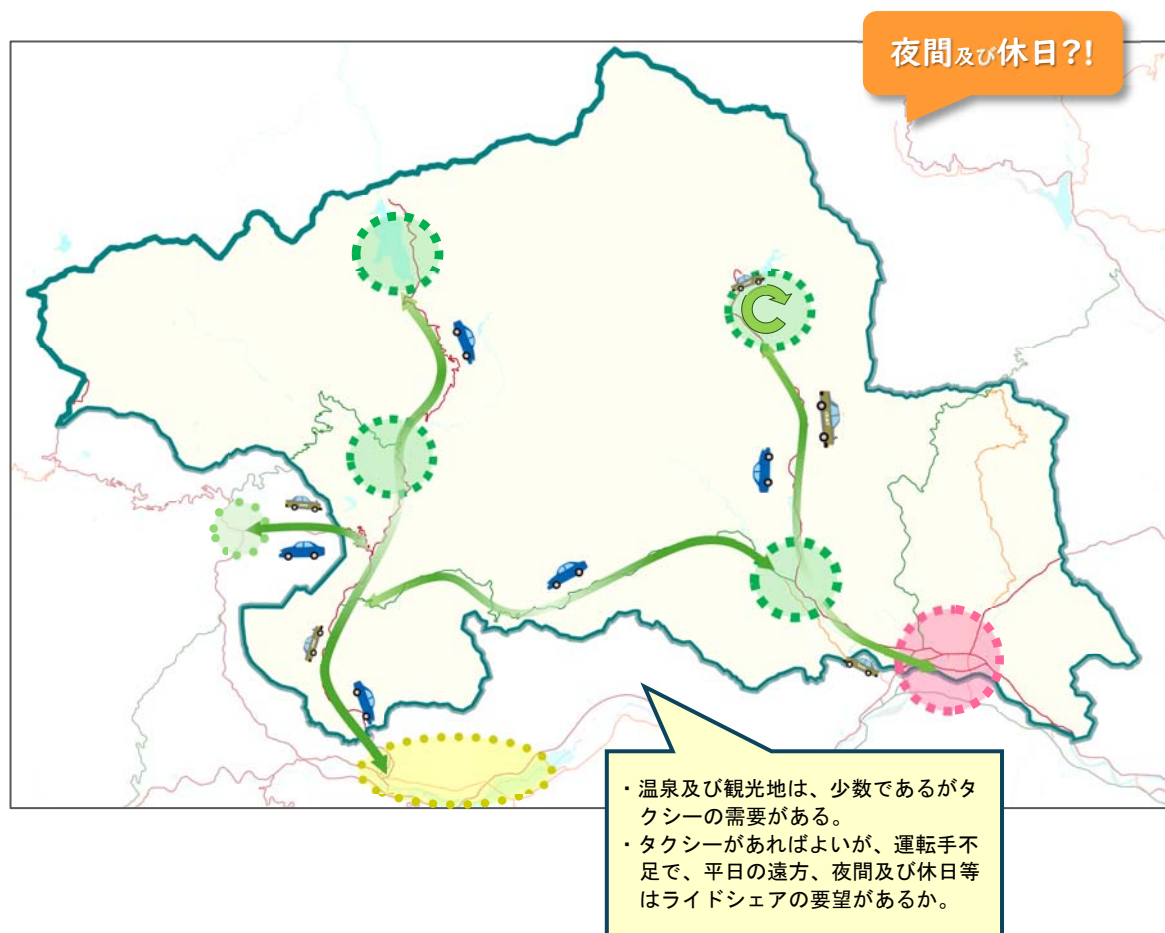 夜間及び休日?!
・温泉及び観光地は、少数であるがタ
クシーの需要がある。
・タクシーがあればよいが、運転手不
足で、平日の遠方、夜間及び休日等
はライドシェアの要望があるか。